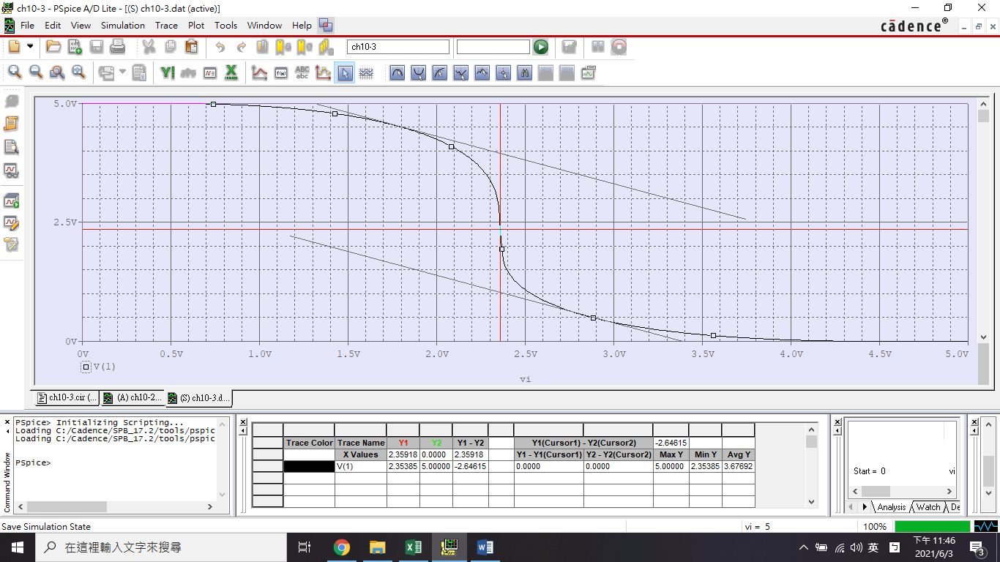 ch10-3 - PSpice A/D Lite - [(S) ch10-3.dat (active)]
File Edit View Simulation Trace Plot Tools Window Help
cādence®
ch10-3
ABC
abc
5.0V
2.5V
0V
0V 0.5V 1.0V 1.5V 2.0V 2.5V 3.0V 3.5V 4.0V 4.5V 5.0V
V(1)
vi
ch10-3.cir (... (A) ch10-2... (S) ch10-3.d...
Command Window
PSpice> Initializing Scripting...
Loading C:/Cadence/SPB_17.2/tools/pspic
Loading C:/Cadence/SPB_17.2/tools/pspic
PSpice>
Trace Color Trace Name Y1 Y2 Y1 - Y2 Y1(Cursor1) - Y2(Cursor2) -2.64615
X Values 2.35918 0.0000 2.35918 Y1 - Y1(Cursor1) Y2 - Y2(Cursor2) Max Y Min Y Avg Y
V(1) 2.35385 5.00000 -2.64615 0.0000 0.0000 5.00000 2.35385 3.67692
Start = 0 vi
Analysis Watch De
Save Simulation State vi = 5 100%
在這裡輸入文字來搜尋
英
下午 11:46
2021/6/3
3